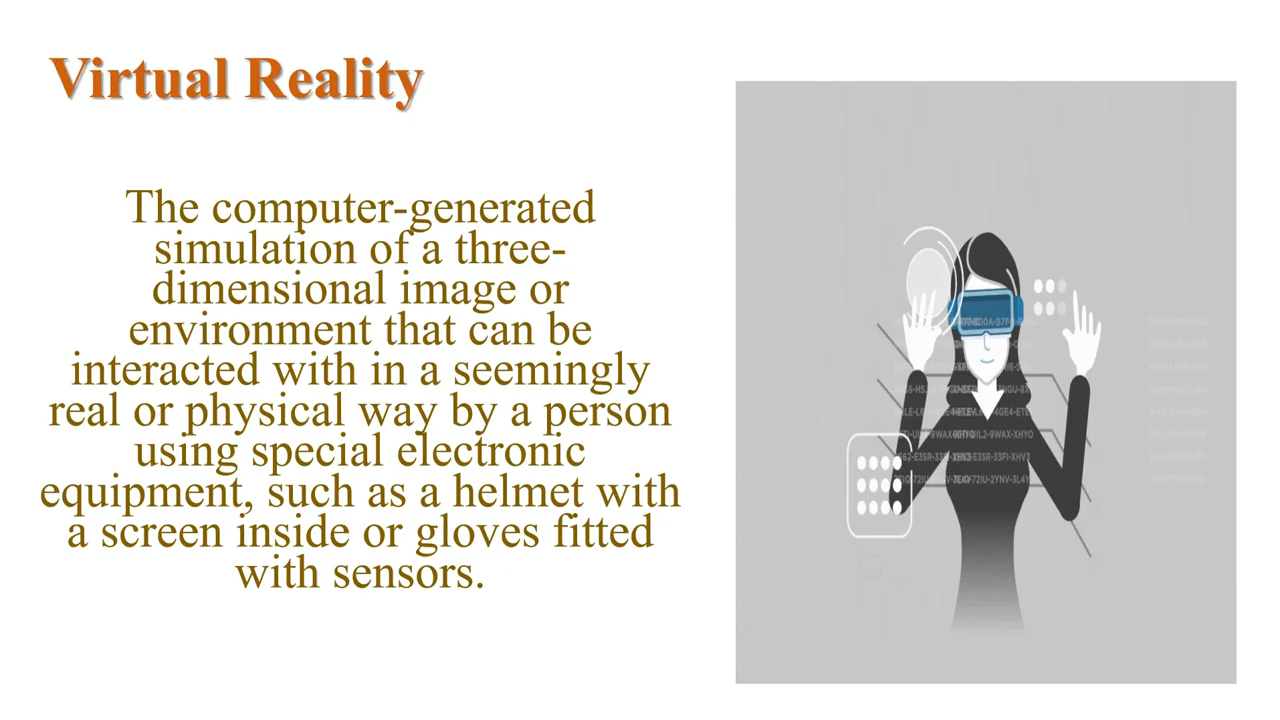 Virtual Reality
The computer-generated
simulation of a three-
dimensional image or
environment that can be
interacted with in a seemingly
real or physical way by a person
using special electronic
equipment, such as a helmet with
a screen inside or gloves fitted
with sensors.